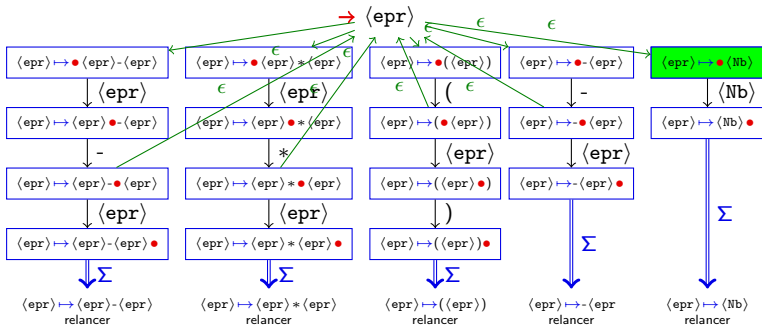 → ⟨epr⟩
ϵ ϵ ϵ
⟨epr⟩↦●⟨epr⟩-⟨epr⟩ ⟨epr⟩↦●⟨epr⟩*⟨epr⟩ ⟨epr⟩↦●(⟨epr⟩) ⟨epr⟩↦●-⟨epr⟩ ⟨epr⟩↦●⟨Nb⟩
ϵ ϵ
⟨epr⟩ ϵ ⟨epr⟩ ϵ ( ϵ ϵ - ⟨Nb⟩
⟨epr⟩↦⟨epr⟩●-⟨epr⟩ ⟨epr⟩↦⟨epr⟩●*⟨epr⟩ ⟨epr⟩↦(●⟨epr⟩) ⟨epr⟩↦-●⟨epr⟩ ⟨epr⟩↦⟨Nb⟩●
- * ⟨epr⟩ ⟨epr⟩
⟨epr⟩↦⟨epr⟩-●⟨epr⟩ ⟨epr⟩↦⟨epr⟩*●⟨epr⟩ ⟨epr⟩↦(⟨epr⟩●) ⟨epr⟩↦-⟨epr⟩●
⟨epr⟩ ⟨epr⟩ ) Σ
⟨epr⟩↦⟨epr⟩-⟨epr⟩● ⟨epr⟩↦⟨epr⟩*⟨epr⟩● ⟨epr⟩↦(⟨epr⟩)● Σ
Σ Σ Σ
⟨epr⟩↦⟨epr⟩-⟨epr⟩ ⟨epr⟩↦⟨epr⟩*⟨epr⟩ ⟨epr⟩↦(⟨epr⟩) ⟨epr⟩↦-⟨epr ⟨epr⟩↦⟨Nb⟩
relancer relancer relancer relancer relancer